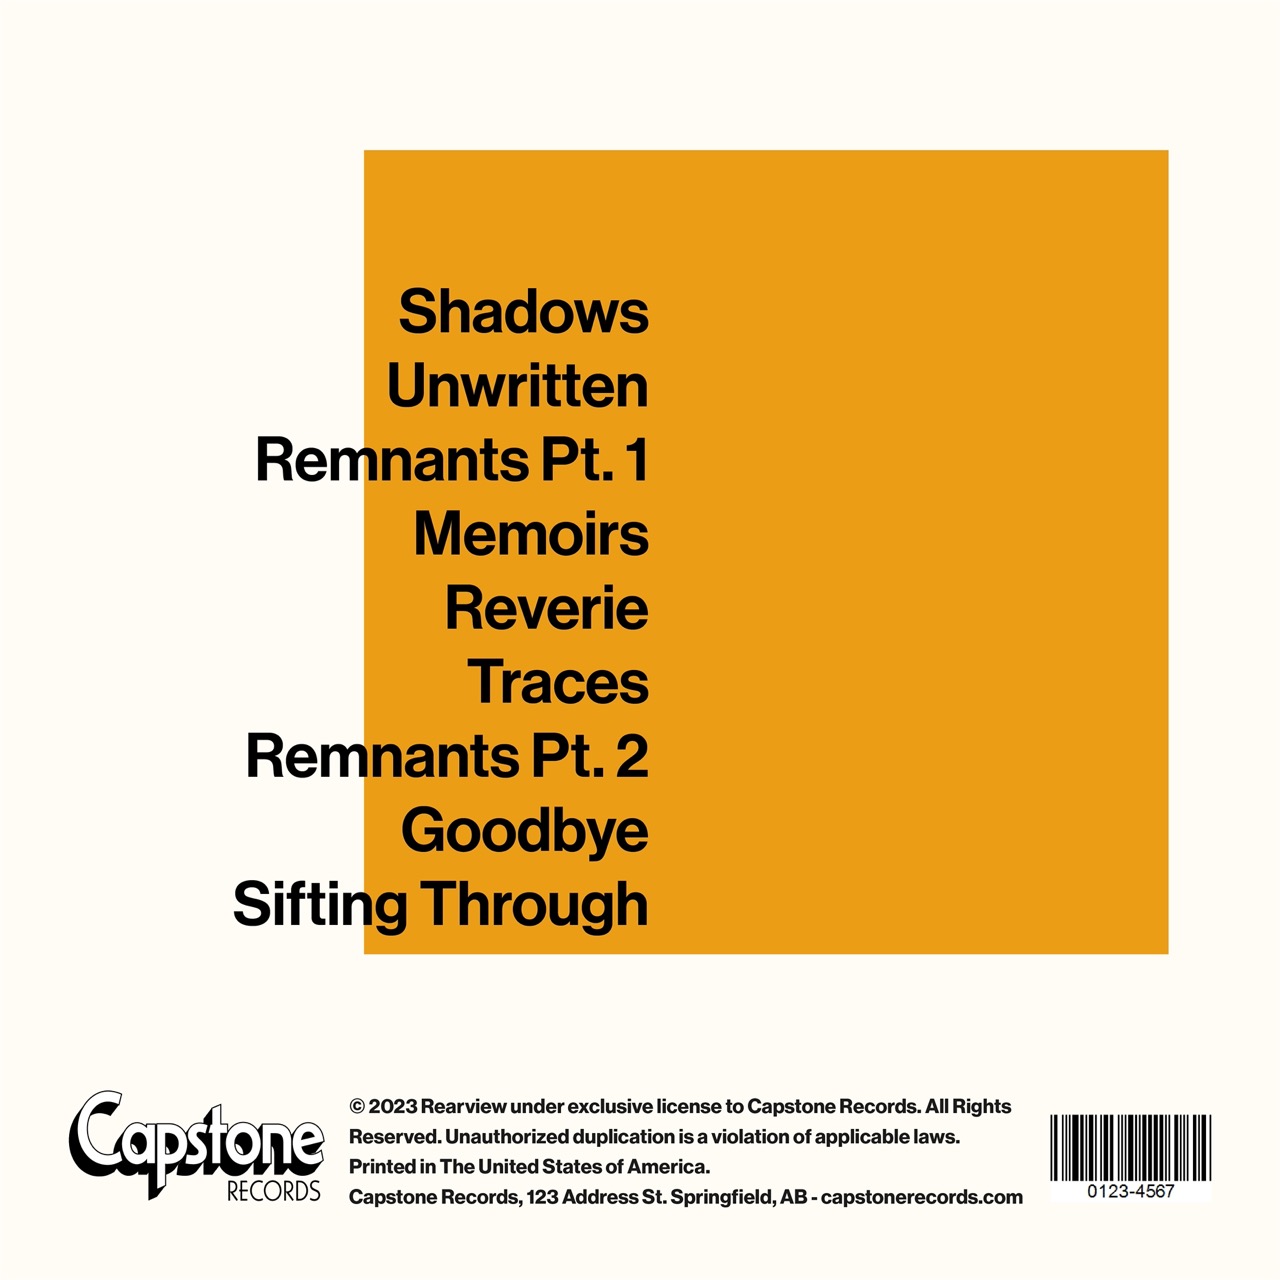 Shadows
Unwritten
Remnants Pt. 1
Memoirs
Reverie
Traces
Remnants Pt. 2
Goodbye
Sifting Through
Capstone
RECORDS
© 2023 Rearview under exclusive license to Capstone Records. All Rights
Reserved. Unauthorized duplication is a violation of applicable laws.
Printed in The United States of America.
Capstone Records, 123 Address St. Springfield, AB - capstonerecords.com
0123-4567